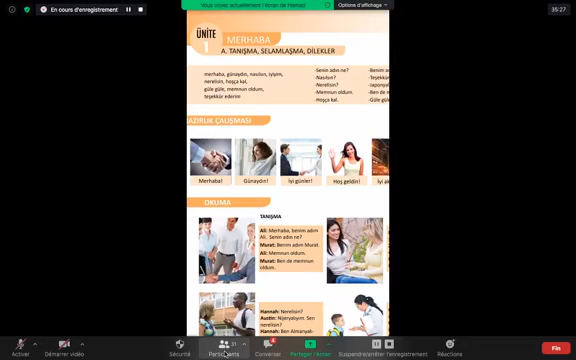 En cours d'enregistrement
Vous voyez actuellement l'écran de Hamad
Options d'affichage
35:27
ÜNİTE
1
MERHABA
A. TANIŞMA, SELAMLAŞMA, DİLEKLER
merhaba, günaydın, nasılsın, iyiyim,
nerelisin, hoşça kal,
güle güle, memnun oldum,
teşekkür ederim
-Senin adın ne?
-Nasılsın?
-Nerelisin?
-Memnun oldum.
-Hoşça kal.
-Benim a
-Teşekkür
-Japonya
-Ben de m
-Güle gül
HAZIRLIK ÇALIŞMASI
Merhaba!
Günaydın!
İyi günler!
Hoş geldin!
İyi ak
OKUMA
TANIŞMA
Ali: Merhaba, benim adım
Ali. Senin adın ne?
Murat: Benim adım Murat.
Ali: Memnun oldum.
Murat: Ben de memnun
oldum.
Hannah: Nerelisin?
Austin: Nijeryalıyım. Sen
nerelisin?
Hannah: Ben Almanyalı-
Activer
Démarrer vidéo
Sécurité
31
Participants
4
Converser
Partager l'écran
Suspendre/arrêter l'enregistrement
Réactions
Fin